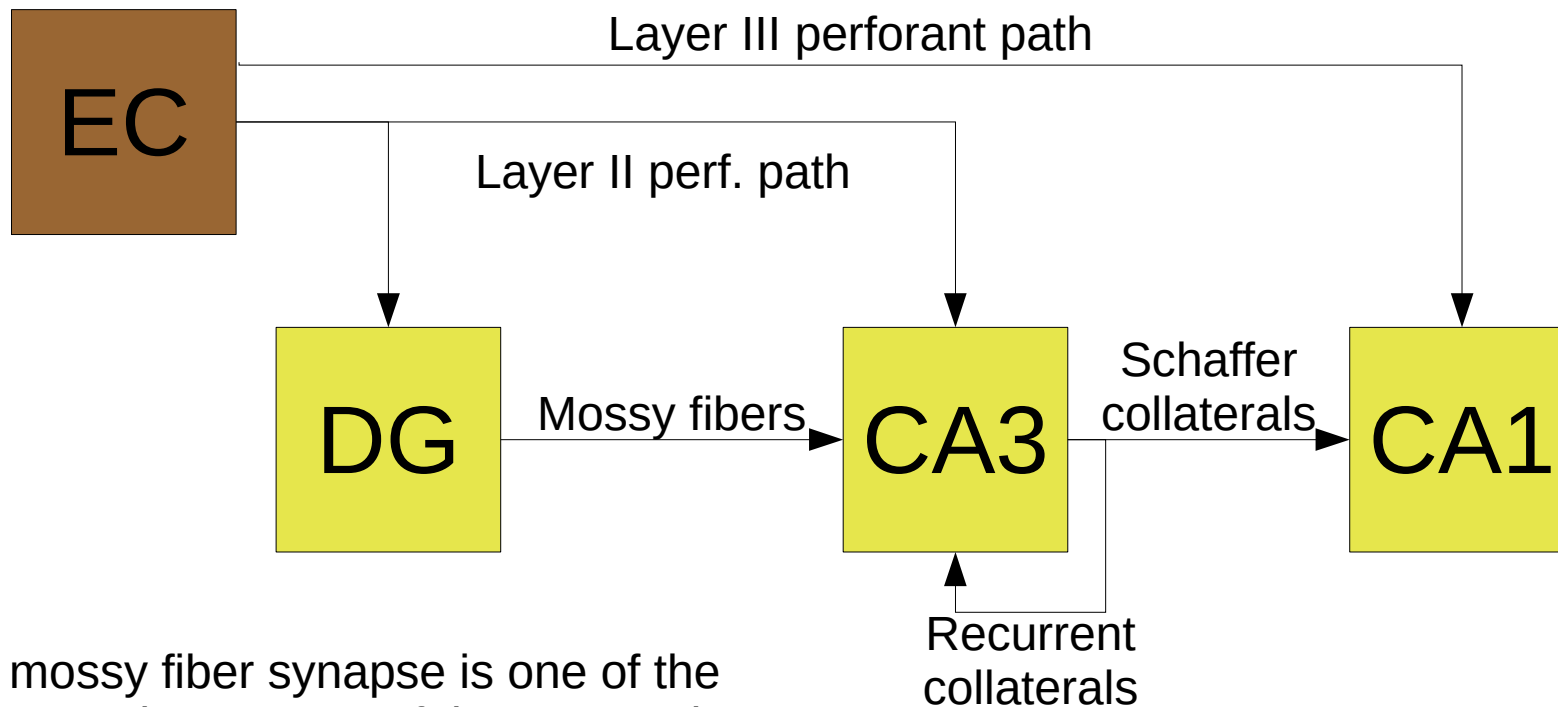 Layer III perforant path
EC
Layer II perf. path
DG
Mossy fibers
CA3
Schaffer
collaterals
CA1
Recurrent
collaterals
mossy fiber synapse is one of the